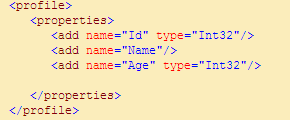 <profile>
<properties>
<add name="Id" type="Int32"/>
<add name="Name"/>
<add name="Age" type="Int32"/>
</properties>
</profile>